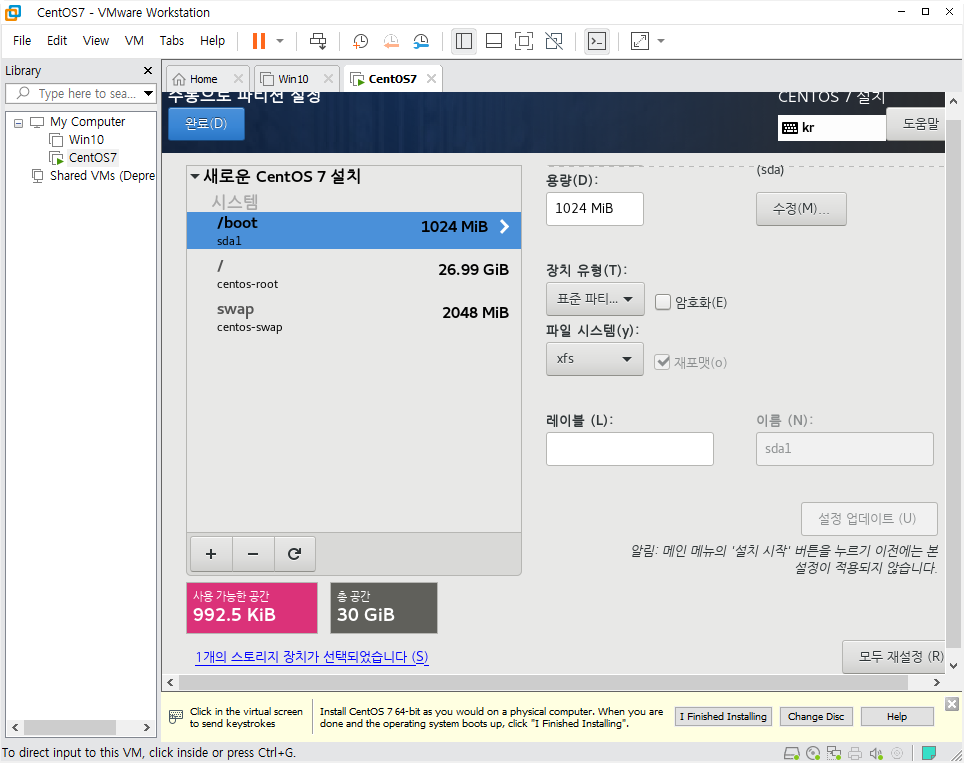 CentOS7 - VMware Workstation
File Edit View VM Tabs Help
Library
Type here to sea...
Home
Win10
CentOS7
My Computer
Win10
CentOS7
Shared VMs (Depre
수동으로 파티션 설정
CENTOS 7 설치
완료(D)
kr
도움말
새로운 CentOS 7 설치
시스템
/boot
1024 MiB
sda1
/
26.99 GiB
centos-root
swap
2048 MiB
centos-swap
(sda)
용량(D):
1024 MiB
수정(M)...
장치 유형(T):
표준 파티...
암호화(E)
파일 시스템(y):
xfs
재포맷(o)
레이블 (L):
이름 (N):
sda1
설정 업데이트 (U)
알림: 메인 메뉴의 '설치 시작' 버튼을 누르기 이전에는 본
설정이 적용되지 않습니다.
사용 가능한 공간
992.5 KiB
총 공간
30 GiB
1개의 스토리지 장치가 선택되었습니다 (S)
모두 재설정 (R)
Click in the virtual screen
to send keystrokes
Install CentOS 7 64-bit as you would on a physical computer. When you are
done and the operating system boots up, click "I Finished Installing".
I Finished Installing
Change Disc
Help
To direct input to this VM, click inside or press Ctrl+G.